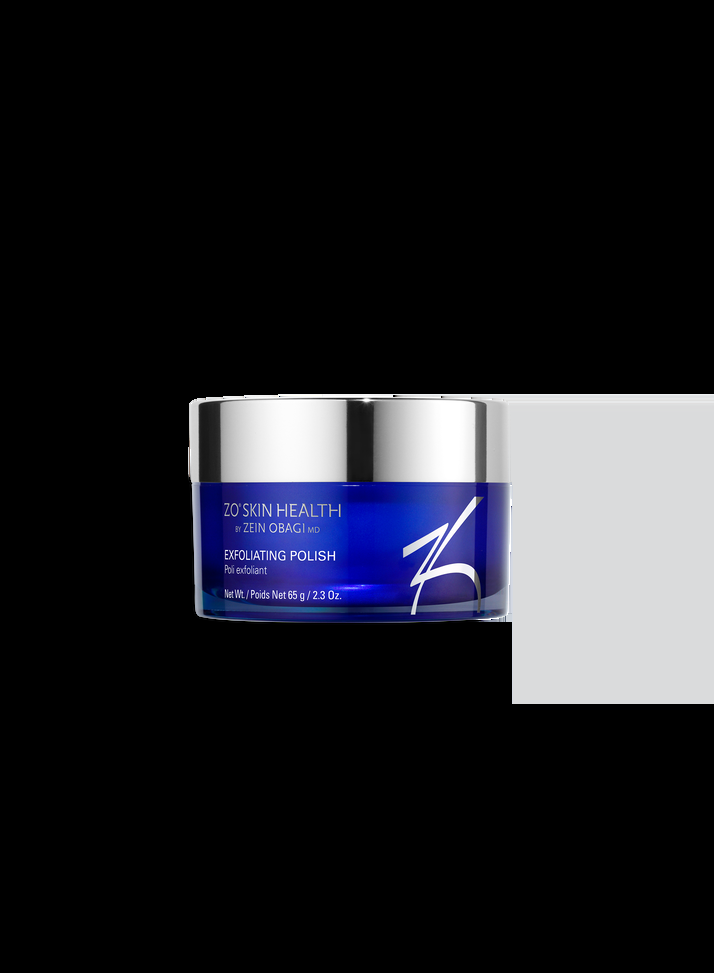 ZO® SKIN HEALTH
BY ZEIN OBAGI MD
EXFOLIATING POLISH
Poli exfoliant
Net Wt. / Poids Net 65 g / 2.3 Oz.